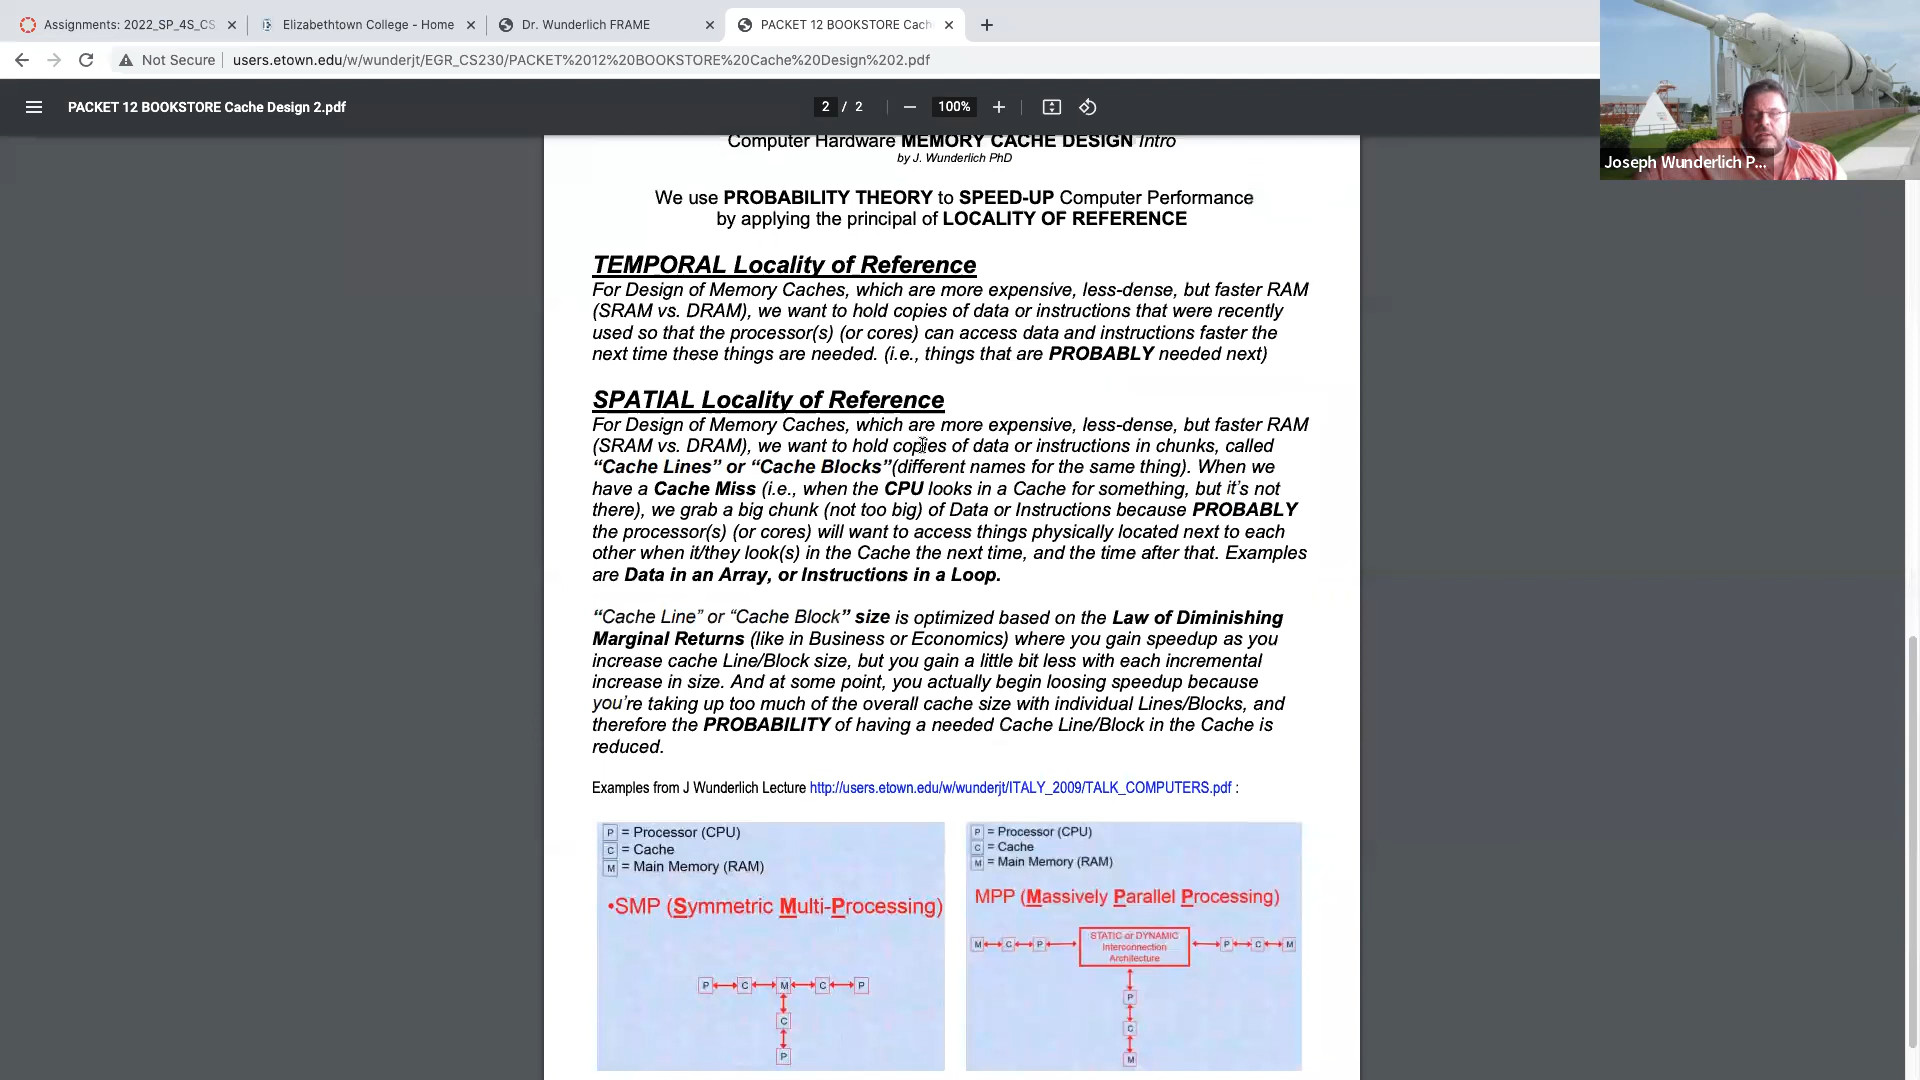 Assignments: 2022_SP_4S_CS
Elizabethtown College - Home
Dr. Wunderlich FRAME
PACKET 12 BOOKSTORE Cach
Not Secure
users.etown.edu/w/wunderjt/EGR_CS230/PACKET%2012%20BOOKSTORE%20Cache%20Design%202.pdf
PACKET 12 BOOKSTORE Cache Design 2.pdf
2 / 2
100%
Joseph Wunderlich P...
Computer Hardware MEMORY CACHE DESIGN Intro
by J. Wunderlich PhD
We use PROBABILITY THEORY to SPEED-UP Computer Performance
by applying the principal of LOCALITY OF REFERENCE
TEMPORAL Locality of Reference
For Design of Memory Caches, which are more expensive, less-dense, but faster RAM
(SRAM vs. DRAM), we want to hold copies of data or instructions that were recently
used so that the processor(s) (or cores) can access data and instructions faster the
next time these things are needed. (i.e., things that are PROBABLY needed next)
SPATIAL Locality of Reference
For Design of Memory Caches, which are more expensive, less-dense, but faster RAM
(SRAM vs. DRAM), we want to hold copies of data or instructions in chunks, called
“Cache Lines” or “Cache Blocks”(different names for the same thing). When we
have a Cache Miss (i.e., when the CPU looks in a Cache for something, but it’s not
there), we grab a big chunk (not too big) of Data or Instructions because PROBABLY
the processor(s) (or cores) will want to access things physically located next to each
other when it/they look(s) in the Cache the next time, and the time after that. Examples
are Data in an Array, or Instructions in a Loop.
“Cache Line” or “Cache Block” size is optimized based on the Law of Diminishing
Marginal Returns (like in Business or Economics) where you gain speedup as you
increase cache Line/Block size, but you gain a little bit less with each incremental
increase in size. And at some point, you actually begin loosing speedup because
you’re taking up too much of the overall cache size with individual Lines/Blocks, and
therefore the PROBABILITY of having a needed Cache Line/Block in the Cache is
reduced.
Examples from J Wunderlich Lecture http://users.etown.edu/w/wunderjt/ITALY_2009/TALK_COMPUTERS.pdf :
P = Processor (CPU)
C = Cache
M = Main Memory (RAM)
•SMP (Symmetric Multi-Processing)
P C M C P
C
P
P = Processor (CPU)
C = Cache
M = Main Memory (RAM)
MPP (Massively Parallel Processing)
STATIC or DYNAMIC
Interconnection
Architecture
M C P P C M
P
C
M